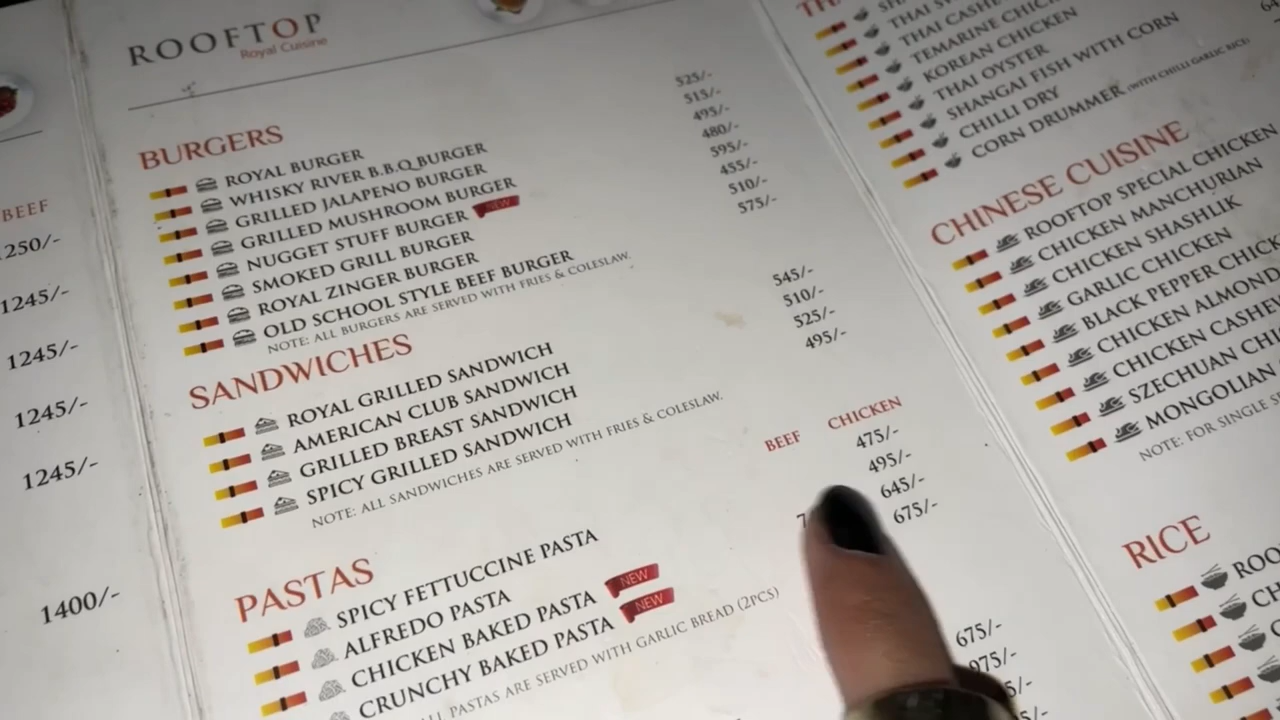 ROOFTOP
Royal Cuisine
BEEF
1250/-
1245/-
1245/-
1245/-
1245/-
1400/-
BURGERS
ROYAL BURGER 525/-
WHISKY RIVER B.B.Q BURGER 515/-
GRILLED JALAPENO BURGER 495/-
GRILLED MUSHROOM BURGER 480/-
NUGGET STUFF BURGER NEW 595/-
SMOKED GRILL BURGER 455/-
ROYAL ZINGER BURGER 510/-
OLD SCHOOL STYLE BEEF BURGER 575/-
NOTE: ALL BURGERS ARE SERVED WITH FRIES & COLESLAW.
SANDWICHES
ROYAL GRILLED SANDWICH 545/-
AMERICAN CLUB SANDWICH 510/-
GRILLED BREAST SANDWICH 525/-
SPICY GRILLED SANDWICH 495/-
NOTE: ALL SANDWICHES ARE SERVED WITH FRIES & COLESLAW.
PASTAS BEEF CHICKEN
SPICY FETTUCCINE PASTA 475/-
ALFREDO PASTA 495/-
CHICKEN BAKED PASTA NEW 645/-
CRUNCHY BAKED PASTA NEW 675/-
PASTAS ARE SERVED WITH GARLIC BREAD (2PCS)
675/-
THAI CASHE
TEMARINE CHICK
KOREAN CHICKEN
THAI OYSTER
SHANGAI FISH WITH CORN
CHILLI DRY
CORN DRUMMER (WITH CHILLI GARLIC RICE)
CHINESE CUISINE
ROOFTOP SPECIAL CHICKEN
CHICKEN MANCHURIAN
CHICKEN SHASHLIK
GARLIC CHICKEN
BLACK PEPPER CHICK
CHICKEN ALMOND
CHICKEN CASHEW
SZECHUAN CHI
MONGOLIAN
NOTE: FOR SINGLE S
RICE
ROO
CH